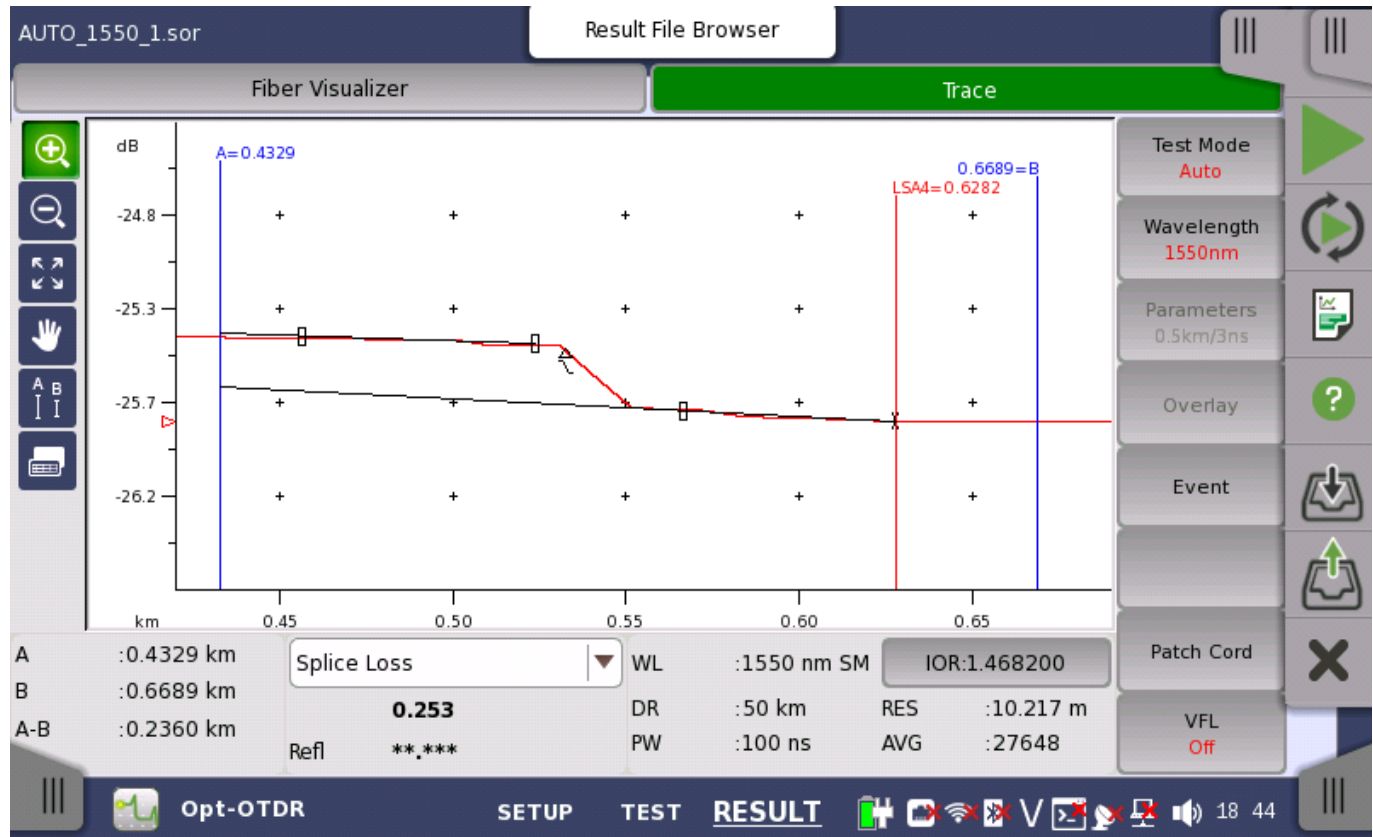 AUTO_1550_1.sor
Result File Browser
Fiber Visualizer
Trace
dB
A=0.4329
0.6689=B
LSA4=0.6282
-24.8
-25.3
-25.7
-26.2
km
0.45
0.50
0.55
0.60
0.65
A B
Test Mode
Auto
Wavelength
1550nm
Parameters
0.5km/3ns
Overlay
Event
Patch Cord
VFL
Off
?
A :0.4329 km
B :0.6689 km
A-B :0.2360 km
Splice Loss
0.253
Refl **.***
WL :1550 nm SM
IOR:1.468200
DR :50 km
RES :10.217 m
PW :100 ns
AVG :27648
Opt-OTDR
SETUP
TEST
RESULT
V
18 44